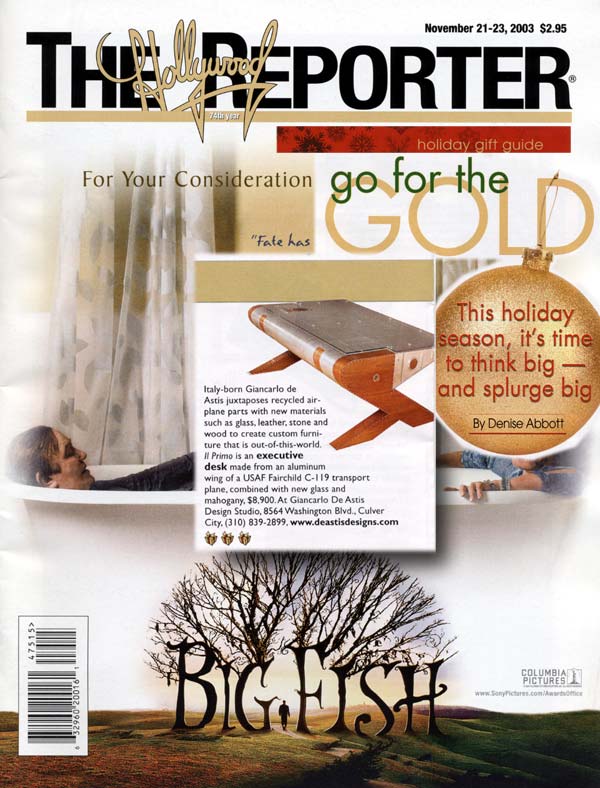 November 21-23, 2003 $2.95
THE Hollywood REPORTER®
74th year
holiday gift guide
For Your Consideration
go for the
GOLD
"Fate has
This holiday
season, it's time
to think big —
and splurge big
By Denise Abbott
Italy-born Giancarlo de
Astis juxtaposes recycled air-
plane parts with new materials
such as glass, leather, stone and
wood to create custom furni-
ture that is out-of-this-world.
Il Primo is an executive
desk made from an aluminum
wing of a USAF Fairchild C-119 transport
plane, combined with new glass and
mahogany, $8,900. At Giancarlo De Astis
Design Studio, 8564 Washington Blvd., Culver
City, (310) 839-2899, www.deastisdesigns.com
BIG FISH
COLUMBIA
PICTURES
www.SonyPictures.com/AwardsOffice
47515>
6 32960 20016 1